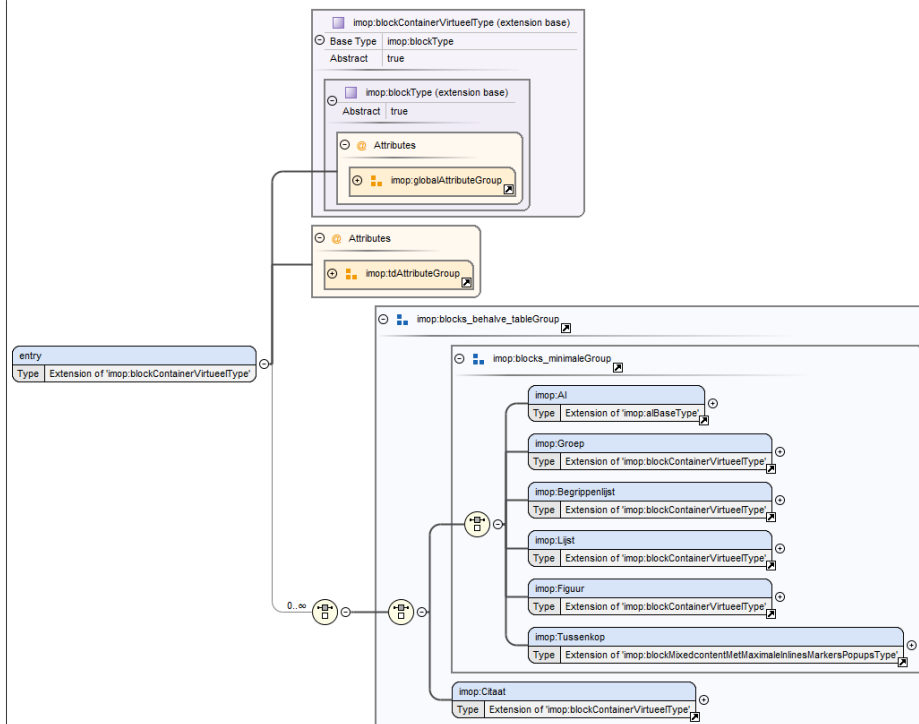 imop:blockContainerVirtueelType (extension base)
Base Type imop:blockType
Abstract true
imop:blockType (extension base)
Abstract true
@ Attributes
imop:globalAttributeGroup
@ Attributes
imop:tdAttributeGroup
imop:blocks_behalve_tableGroup
entry
Type Extension of 'imop:blockContainerVirtueelType'
imop:blocks_minimaleGroup
imop:Al
Type Extension of 'imop:alBaseType'
imop:Groep
Type Extension of 'imop:blockContainerVirtueelType'
imop:Begrippenlijst
Type Extension of 'imop:blockContainerVirtueelType'
imop:Lijst
Type Extension of 'imop:blockContainerVirtueelType'
imop:Figuur
Type Extension of 'imop:blockContainerVirtueelType'
0..∞
imop:Tussenkop
Type Extension of 'imop:blockMixedcontentMetMaximaleInlinesMarkersPopupsType'
imop:Citaat
Type Extension of 'imop:blockContainerVirtueelType'